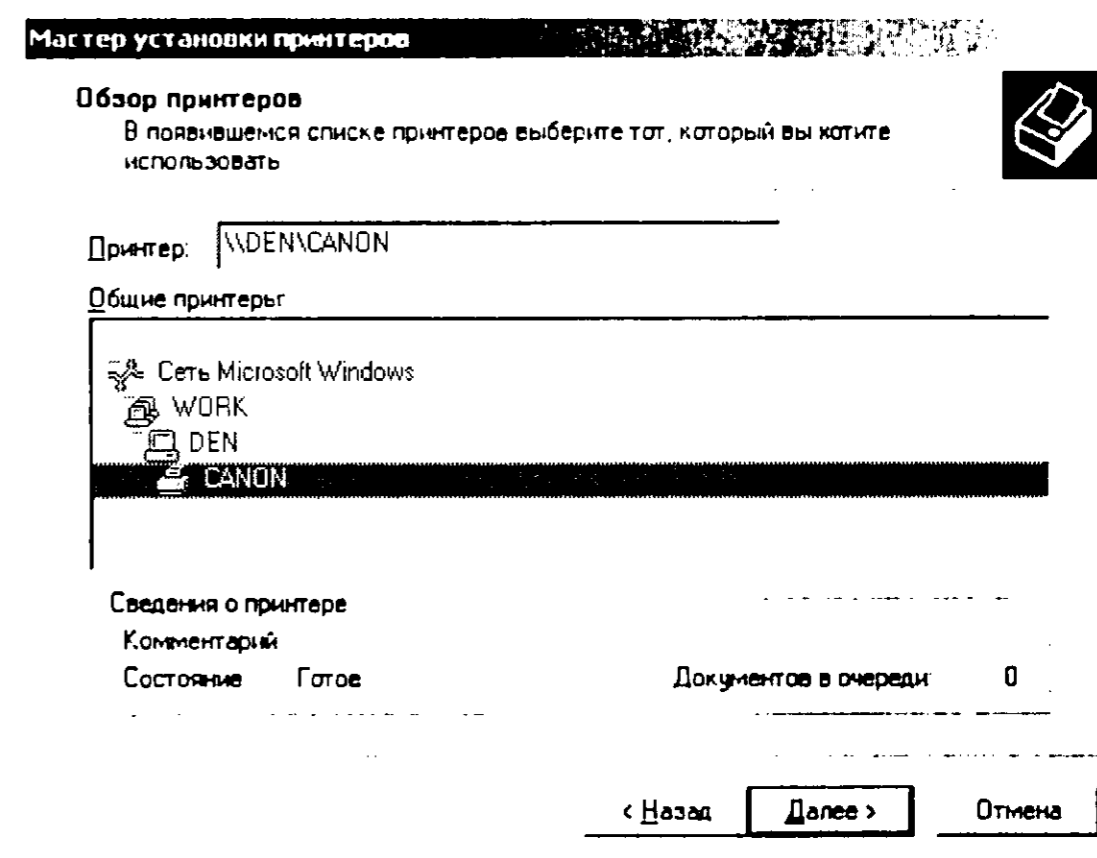 Мастер установки принтеров
Обзор принтеров
В появившемся списке принтеров выберите тот, который вы хотите
использовать
Принтер: \\DEN\CANON
Общие принтеры:
Сеть Microsoft Windows
WORK
DEN
CANON
Сведения о принтере
Комментарий
Состояние Готов Документов в очереди: 0
< Назад Далее > Отмена